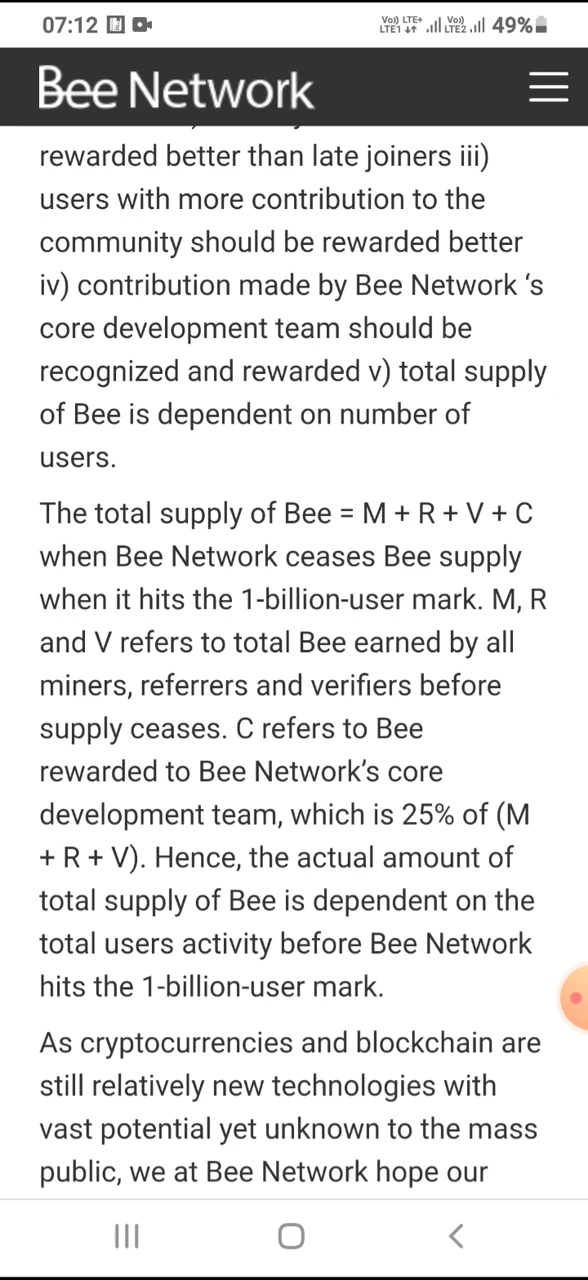 07:12
Vo)) LTE+ LTE1 Vo)) LTE2 49%
Bee Network
rewarded better than late joiners iii)
users with more contribution to the
community should be rewarded better
iv) contribution made by Bee Network ‘s
core development team should be
recognized and rewarded v) total supply
of Bee is dependent on number of
users.
The total supply of Bee = M + R + V + C
when Bee Network ceases Bee supply
when it hits the 1-billion-user mark. M, R
and V refers to total Bee earned by all
miners, referrers and verifiers before
supply ceases. C refers to Bee
rewarded to Bee Network’s core
development team, which is 25% of (M
+ R + V). Hence, the actual amount of
total supply of Bee is dependent on the
total users activity before Bee Network
hits the 1-billion-user mark.
As cryptocurrencies and blockchain are
still relatively new technologies with
vast potential yet unknown to the mass
public, we at Bee Network hope our